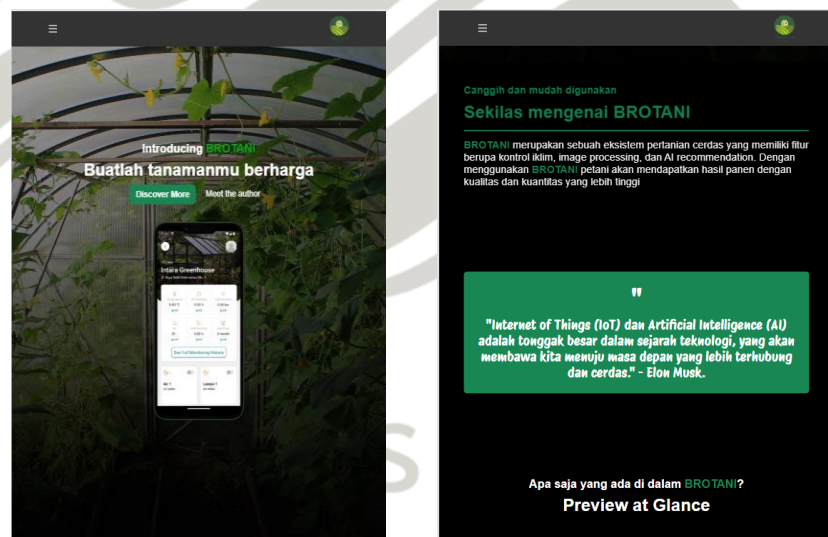 Introducing BROTANI
Buatlah tanamanmu berharga
Discover More Meet the author
Intara Greenhouse
See Full Monitoring History
Canggih dan mudah digunakan
Sekilas mengenai BROTANI
BROTANI merupakan sebuah eksistem pertanian cerdas yang memiliki fitur
berupa kontrol iklim, image processing, dan AI recommendation. Dengan
menggunakan BROTANI petani akan mendapatkan hasil panen dengan
kualitas dan kuantitas yang lebih tinggi
"
"Internet of Things (IoT) dan Artificial Intelligence (AI)
adalah tonggak besar dalam sejarah teknologi, yang akan
membawa kita menuju masa depan yang lebih terhubung
dan cerdas." - Elon Musk.
Apa saja yang ada di dalam BROTANI?
Preview at Glance